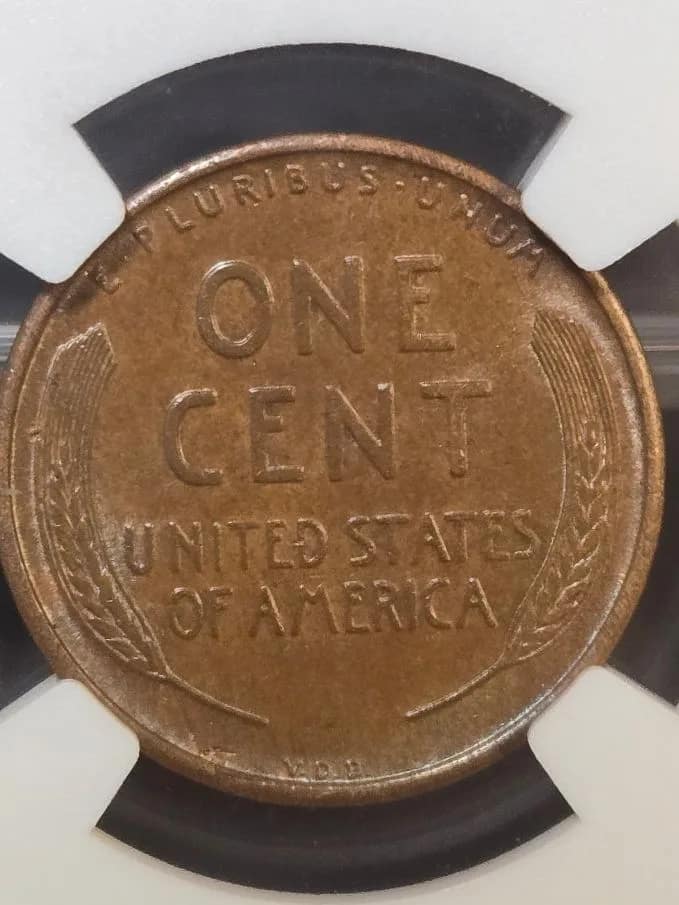 E·PLURIBUS·UNUM
ONE
CENT
UNITED STATES
OF AMERICA
V.D.B.